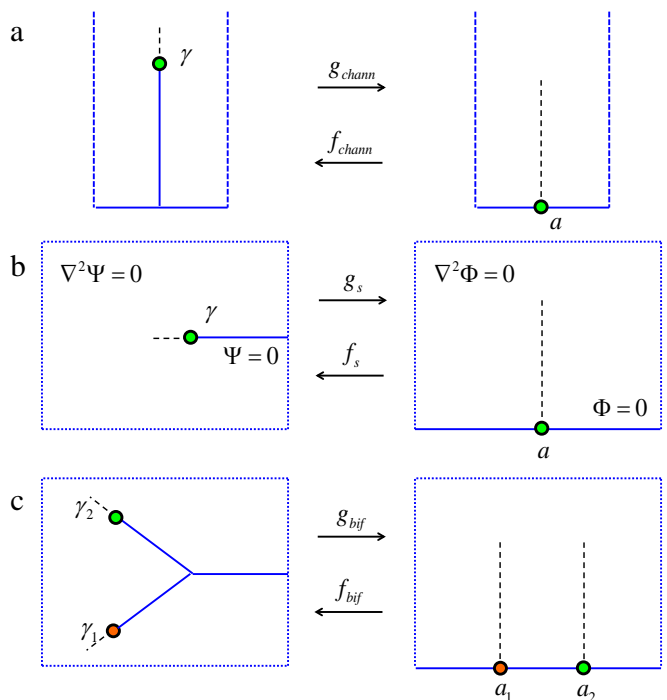 a
γ
g_chann
f_chann
a
b
∇²Ψ = 0
γ
Ψ = 0
g_s
f_s
∇²Φ = 0
Φ = 0
a
c
γ₂
γ₁
g_bif
f_bif
a₁ a₂